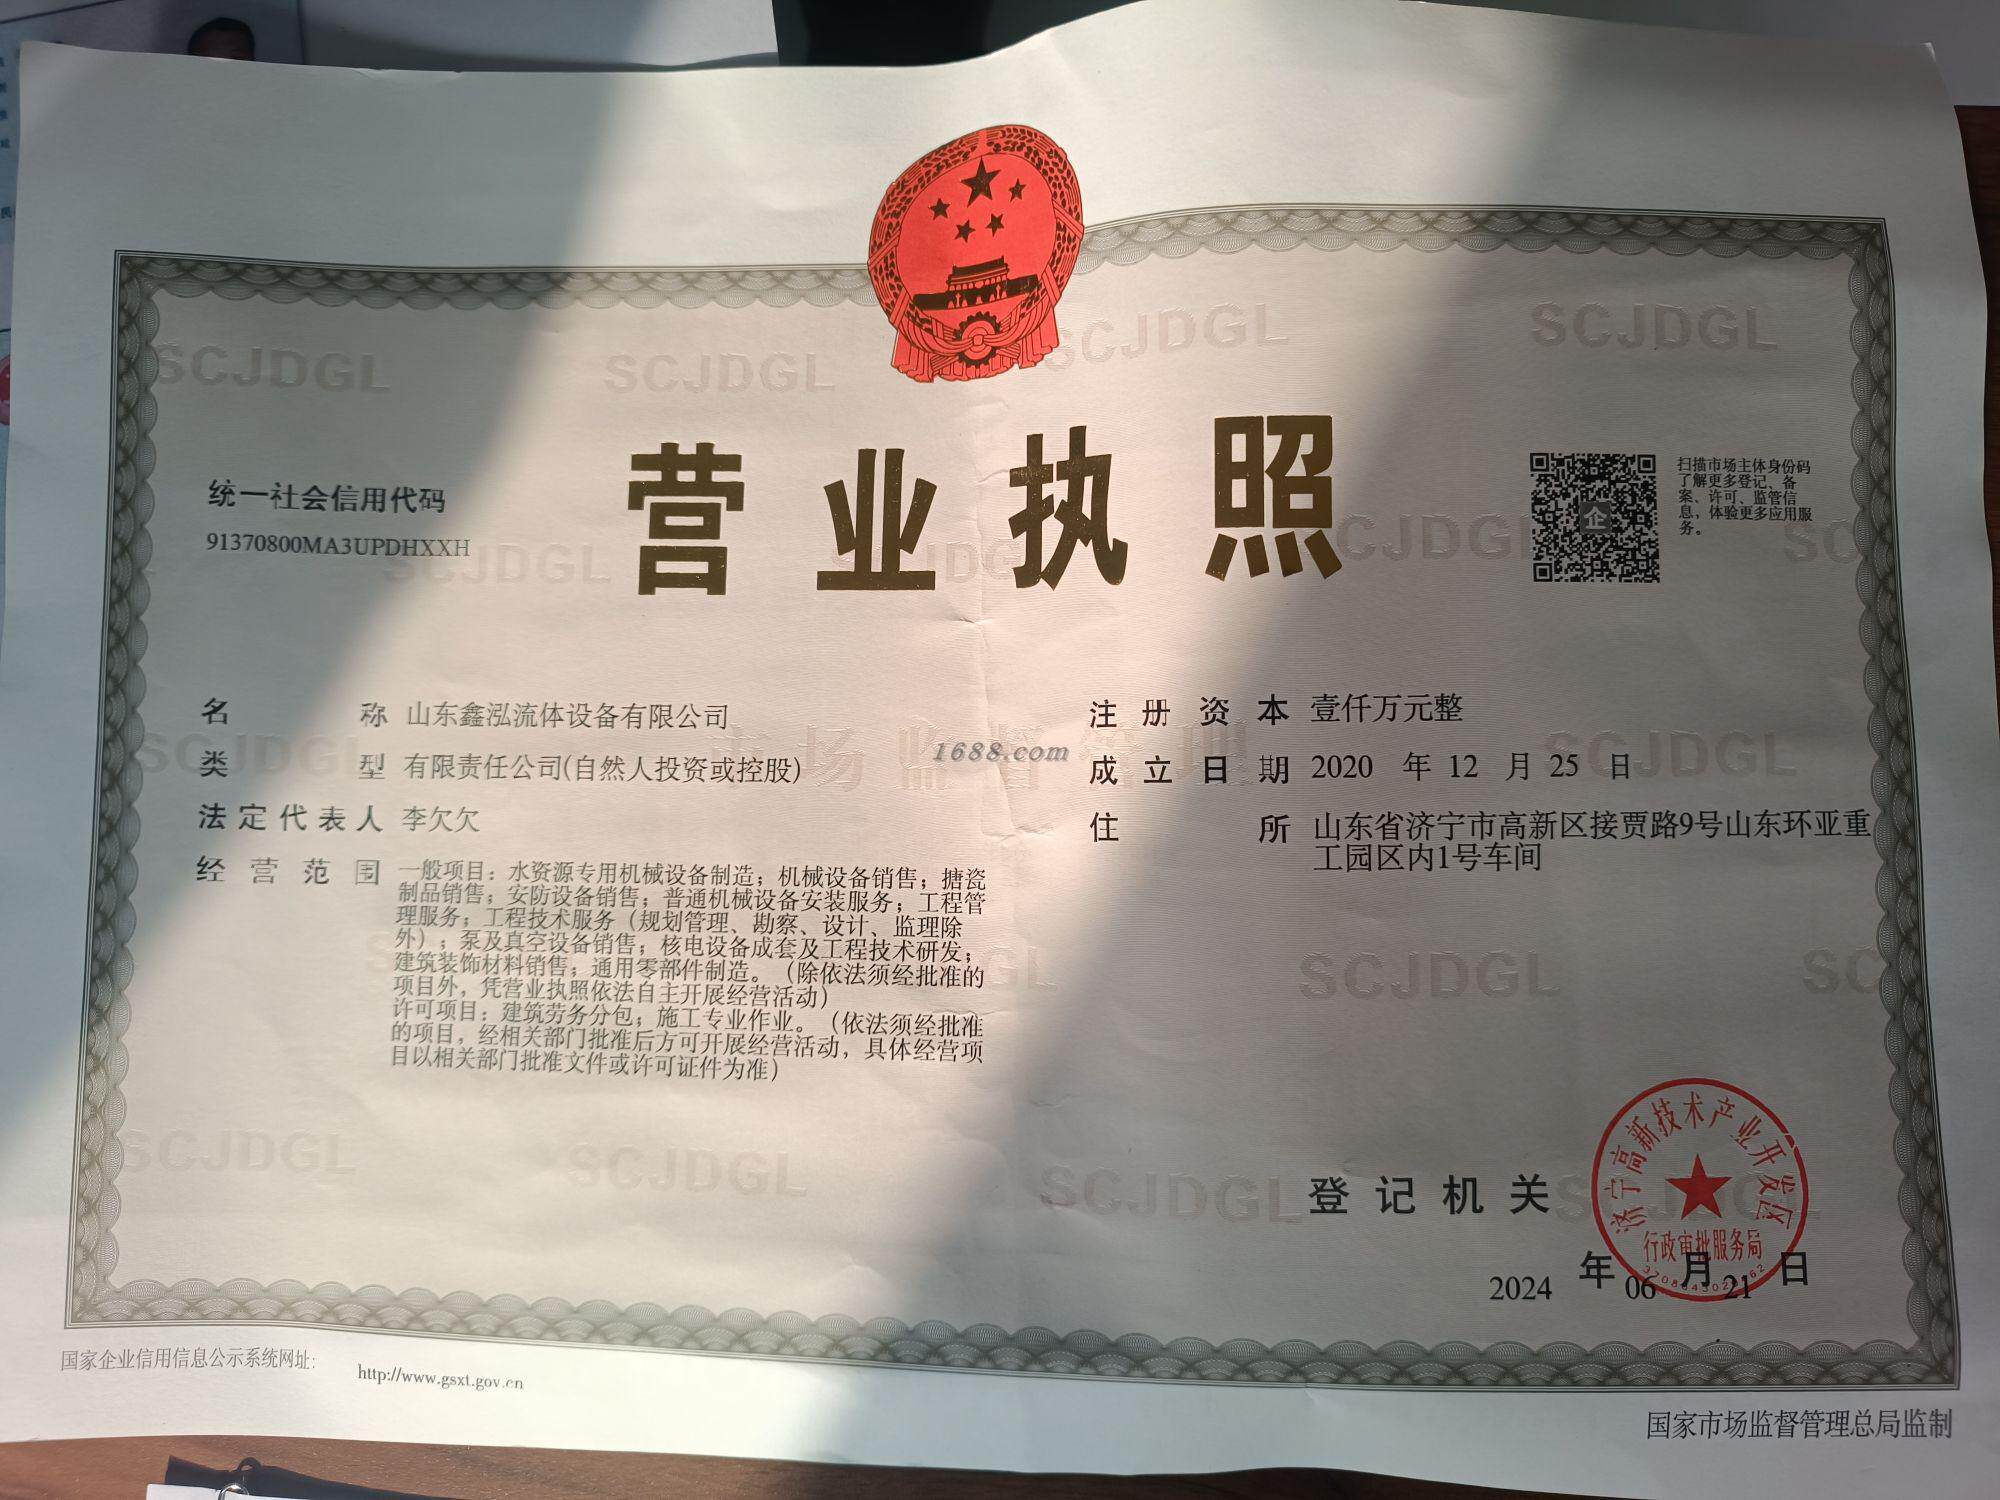 营业执照
统一社会信用代码
91370800MA3UPDHXXH
扫描市场主体身份码
了解更多登记、备
案、许可、监管信
息，体验更多应用服
务。
名称 山东鑫泓流体设备有限公司
类型 有限责任公司(自然人投资或控股)
法定代表人 李欠欠
经营范围 一般项目：水资源专用机械设备制造；机械设备销售；搪瓷
制品销售；安防设备销售；普通机械设备安装服务；工程管
理服务；工程技术服务（规划管理、勘察、设计、监理除
外）；泵及真空设备销售；核电设备成套及工程技术研发；
建筑装饰材料销售；通用零部件制造。（除依法须经批准的
项目外，凭营业执照依法自主开展经营活动）
许可项目：建筑劳务分包；施工专业作业。（依法须经批准
的项目，经相关部门批准后方可开展经营活动，具体经营项
目以相关部门批准文件或许可证件为准）
注册资本 壹仟万元整
成立日期 2020 年 12 月 25 日
住所 山东省济宁市高新区接贾路9号山东环亚重
工园区内1号车间
1688.com
市场监督管理
SCJDGL
登记机关
济宁高新技术产业开发区
行政审批服务局
2024 年 06 月 21 日
国家企业信用信息公示系统网址： http://www.gsxt.gov.cn
国家市场监督管理总局监制